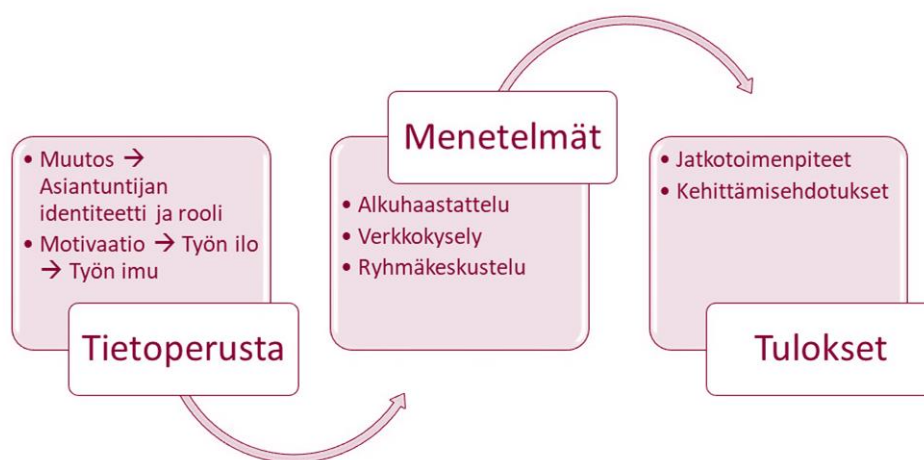 • Muutos →
Asiantuntijan
identiteetti ja rooli
• Motivaatio → Työn ilo
→ Työn imu
Tietoperusta
Menetelmät
• Alkuhaastattelu
• Verkkokysely
• Ryhmäkeskustelu
• Jatkotoimenpiteet
• Kehittämisehdotukset
Tulokset